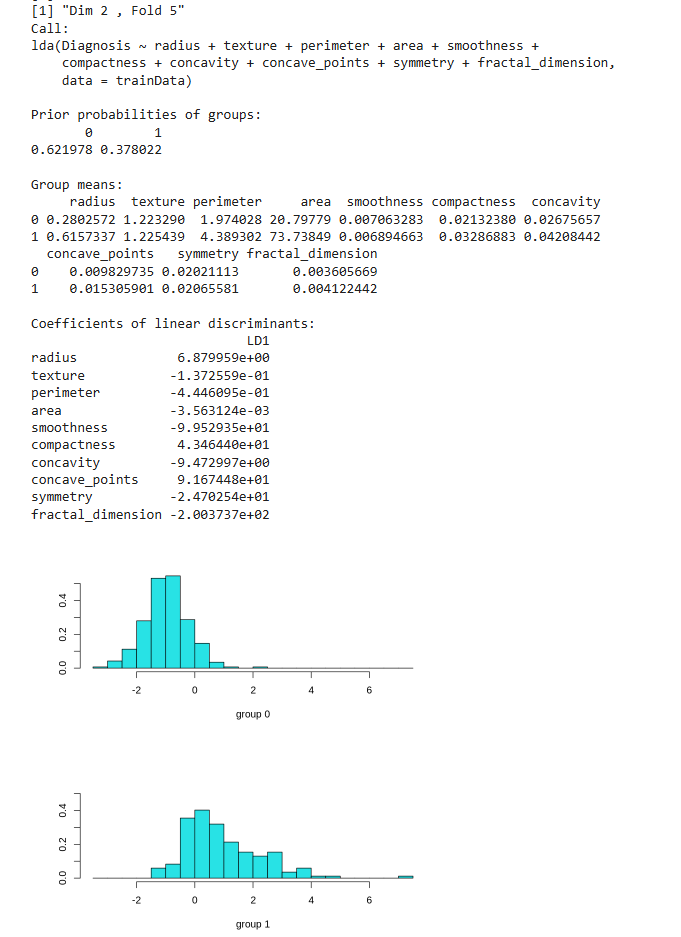 [1] "Dim 2 , Fold 5"
Call:
lda(Diagnosis ~ radius + texture + perimeter + area + smoothness +
    compactness + concavity + concave_points + symmetry + fractal_dimension,
    data = trainData)
Prior probabilities of groups:
       0        1
0.621978 0.378022
Group means:
     radius  texture perimeter     area  smoothness compactness  concavity
0 0.2802572 1.223290  1.974028 20.79779 0.007063283  0.02132380 0.02675657
1 0.6157337 1.225439  4.389302 73.73849 0.006894663  0.03286883 0.04208442
  concave_points   symmetry fractal_dimension
0    0.009829735 0.02021113       0.003605669
1    0.015305901 0.02065581       0.004122442
Coefficients of linear discriminants:
                            LD1
radius             6.879959e+00
texture           -1.372559e-01
perimeter         -4.446095e-01
area              -3.563124e-03
smoothness        -9.952935e+01
compactness        4.346440e+01
concavity         -9.472997e+00
concave_points     9.167448e+01
symmetry          -2.470254e+01
fractal_dimension -2.003737e+02
0.4
0.2
0.0
-2 0 2 4 6
group 0
0.4
0.2
0.0
-2 0 2 4 6
group 1